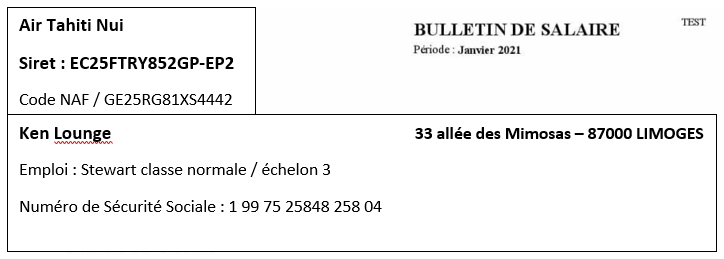 Air Tahiti Nui
Siret : EC25FTRY852GP-EP2
Code NAF / GE25RG81XS4442
BULLETIN DE SALAIRE
TEST
Période : Janvier 2021
Ken Lounge
33 allée des Mimosas – 87000 LIMOGES
Emploi : Stewart classe normale / échelon 3
Numéro de Sécurité Sociale : 1 99 75 25848 258 04